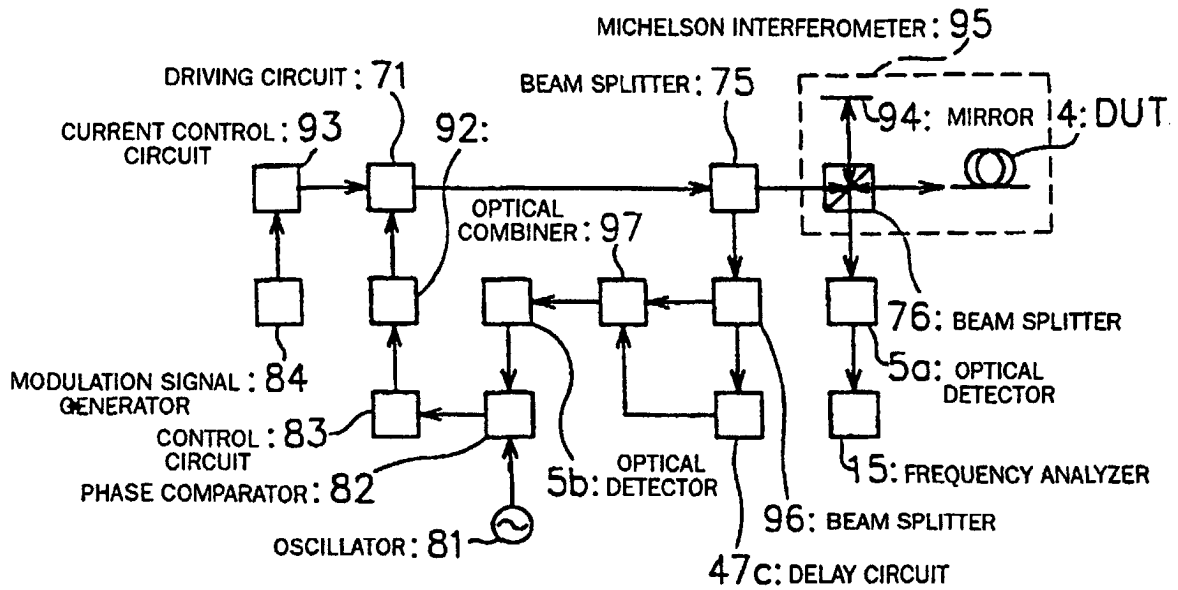 MICHELSON INTERFEROMETER: 95
DRIVING CIRCUIT: 71
BEAM SPLITTER: 75
CURRENT CONTROL: 93
CIRCUIT
92:
94: MIRROR
4: DUT
OPTICAL
COMBINER: 97
76: BEAM SPLITTER
MODULATION SIGNAL: 84
GENERATOR
5a: OPTICAL
DETECTOR
CONTROL: 83
CIRCUIT
PHASE COMPARATOR: 82
5b: OPTICAL
DETECTOR
15: FREQUENCY ANALYZER
OSCILLATOR: 81
96: BEAM SPLITTER
47c: DELAY CIRCUIT